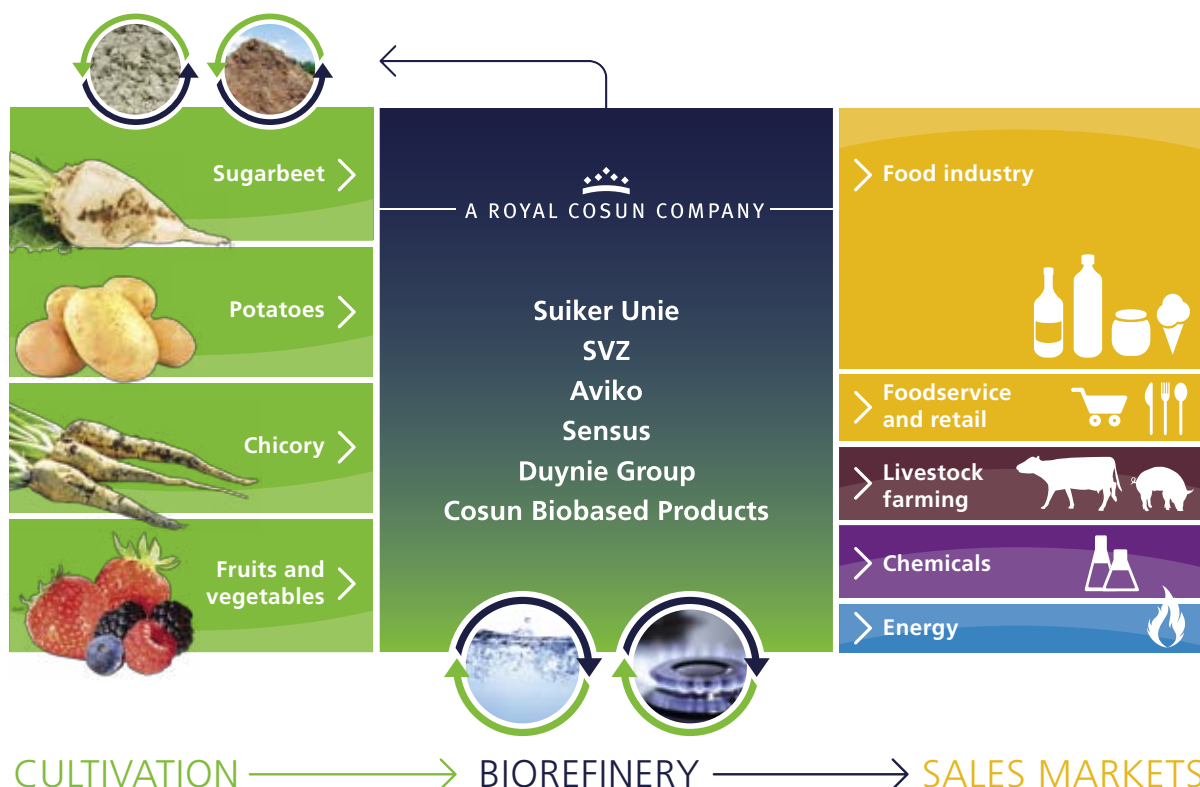 Sugarbeet
Potatoes
Chicory
Fruits and
vegetables
A ROYAL COSUN COMPANY
Suiker Unie
SVZ
Aviko
Sensus
Duynie Group
Cosun Biobased Products
Food industry
Foodservice
and retail
Livestock
farming
Chemicals
Energy
CULTIVATION
BIOREFINERY
SALES MARKETS